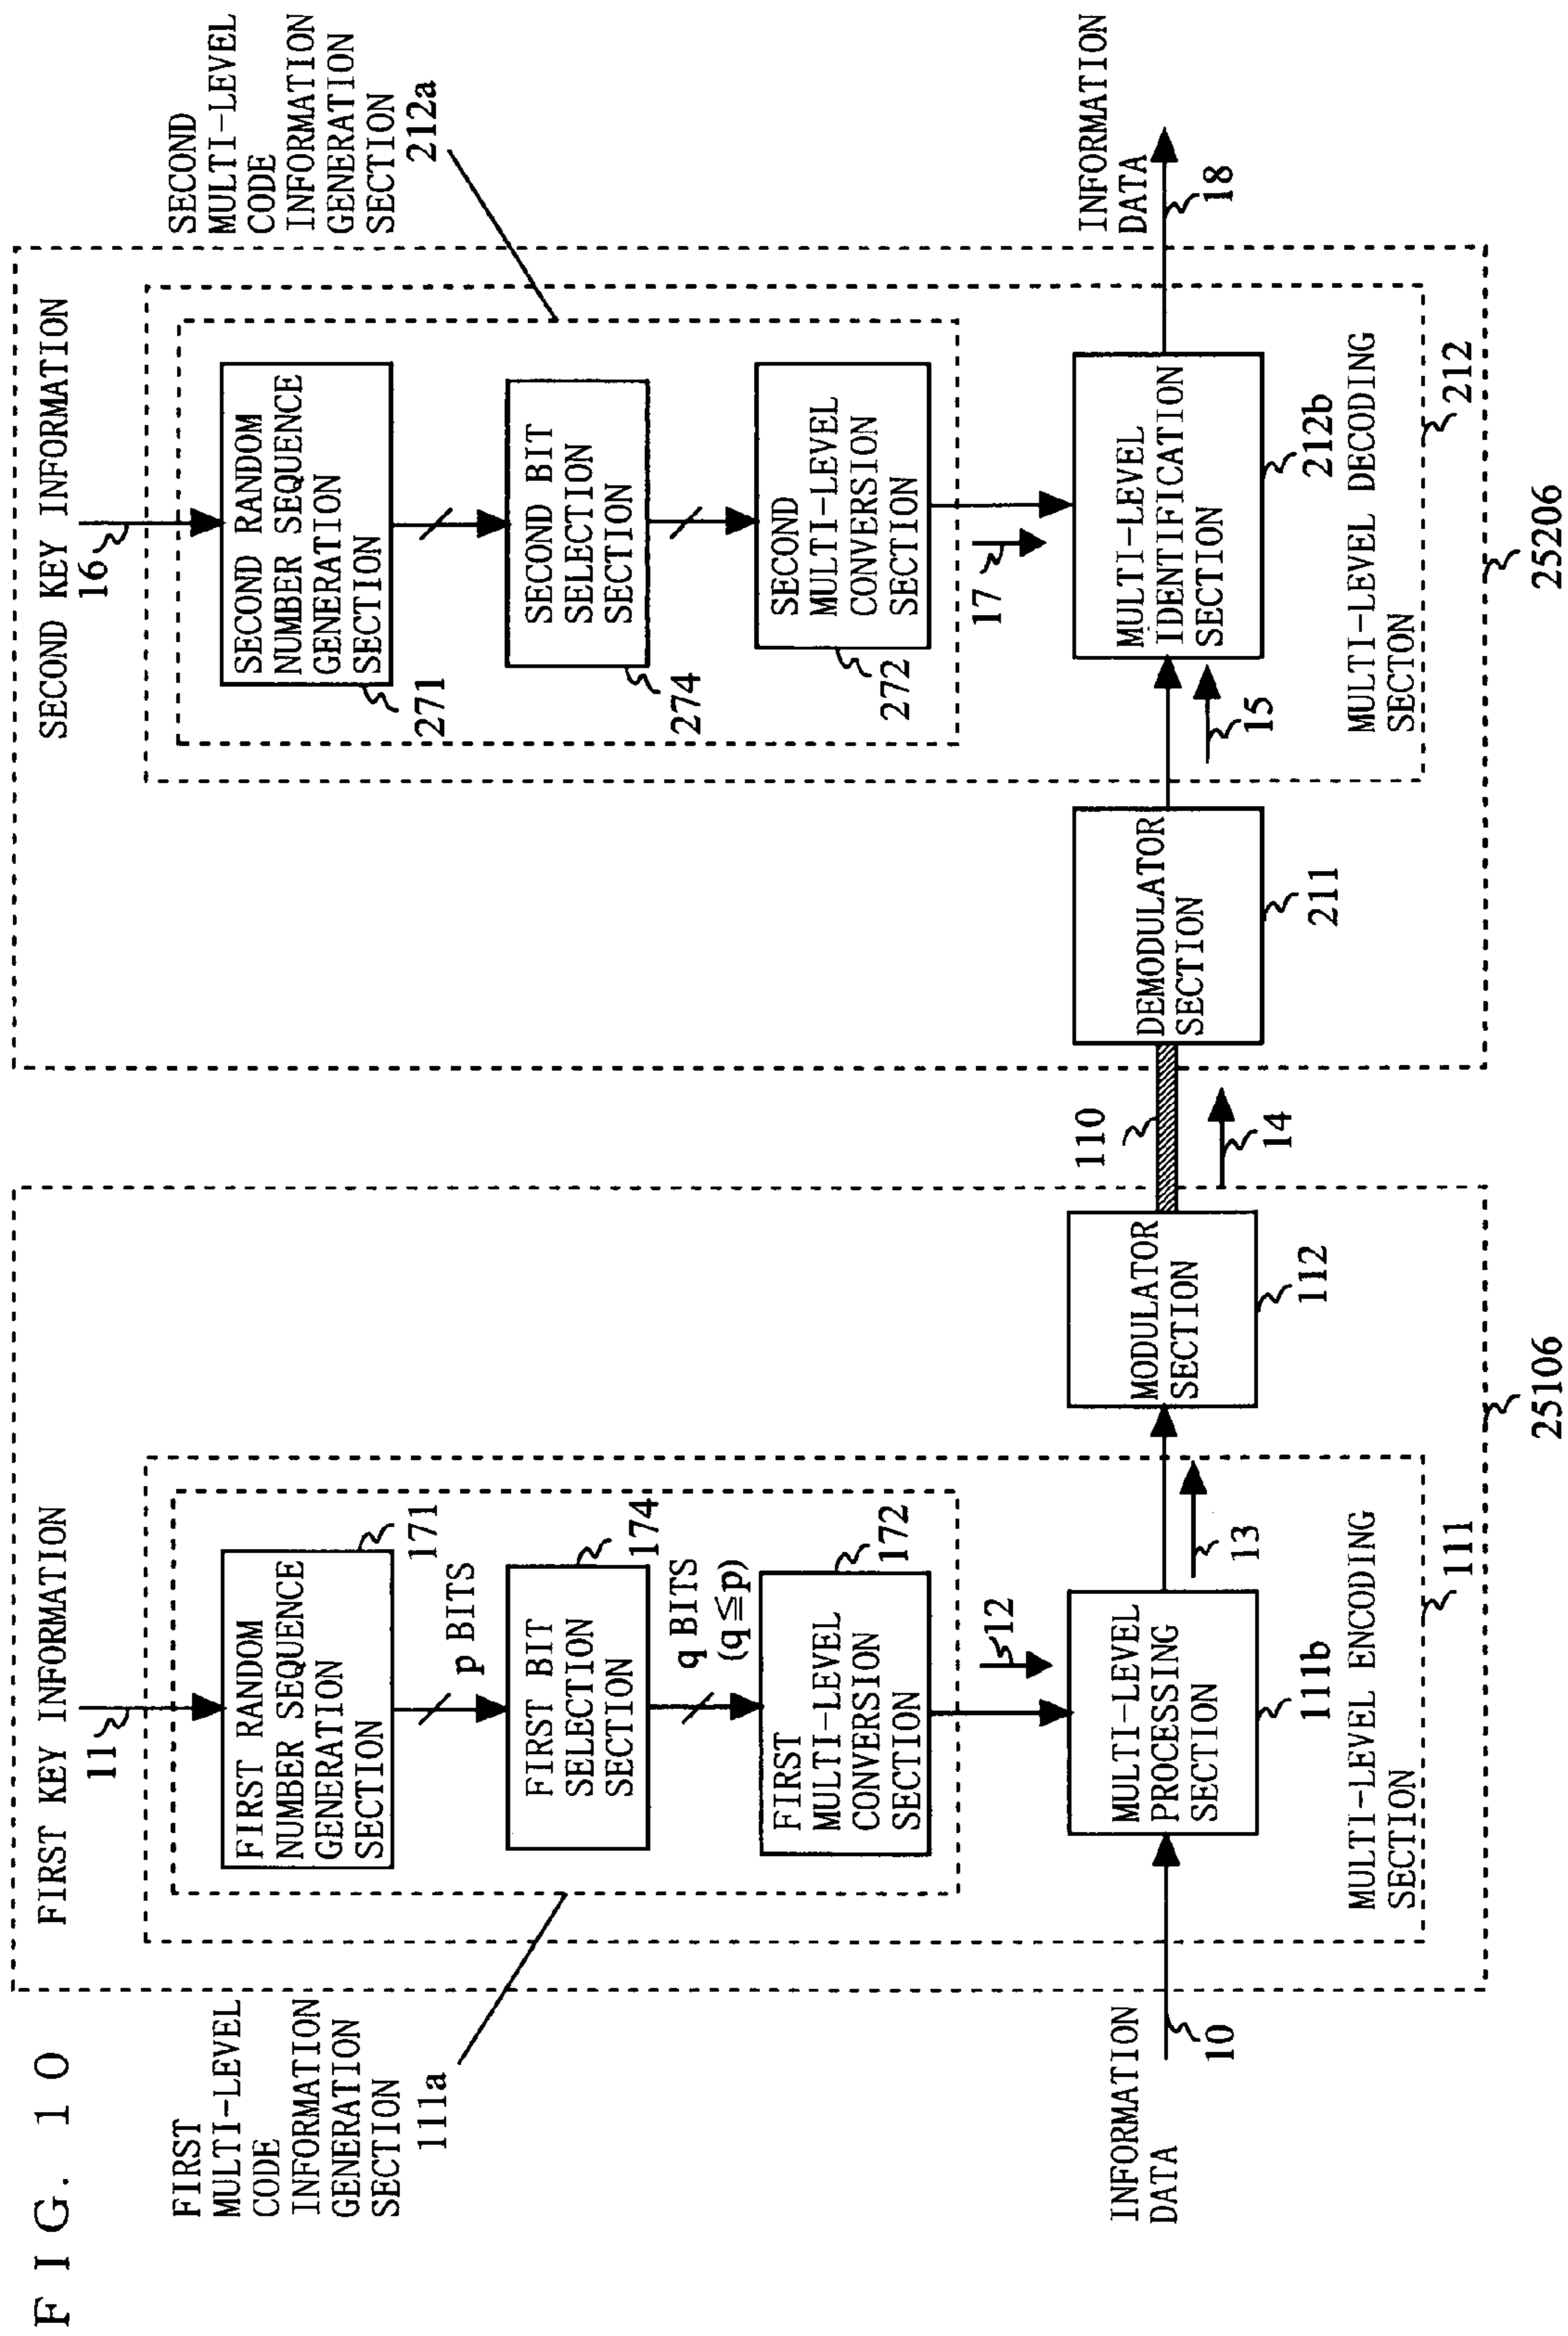 FIG. 10
FIRST
MULTI-LEVEL
CODE
INFORMATION
GENERATION
SECTION
111a
INFORMATION
DATA
10
FIRST KEY INFORMATION
11
FIRST RANDOM
NUMBER SEQUENCE
GENERATION
SECTION
171
p BITS
FIRST BIT
SELECTION
SECTION
174
q BITS
(q≦p)
FIRST
MULTI-LEVEL
CONVERSION
SECTION
172
12
MULTI-LEVEL
PROCESSING
SECTION
111b
13
MULTI-LEVEL ENCODING
SECTION
111
MODULATOR
SECTION
112
25106
110
14
SECOND KEY INFORMATION
16
SECOND RANDOM
NUMBER SEQUENCE
GENERATION
SECTION
271
SECOND BIT
SELECTION
SECTION
274
SECOND
MULTI-LEVEL
CONVERSION
SECTION
272
17
DEMODULATOR
SECTION
211
15
MULTI-LEVEL
IDENTIFICATION
SECTION
212b
MULTI-LEVEL DECODING
SECTON
212
25206
SECOND
MULTI-LEVEL
CODE
INFORMATION
GENERATION
SECTION
212a
INFORMATION
DATA
18